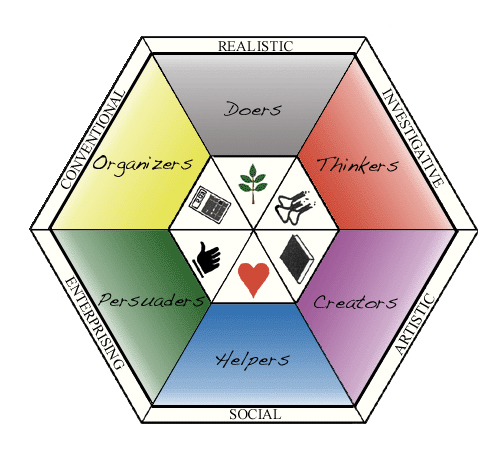 REALISTIC
Doers
CONVENTIONAL
INVESTIGATIVE
Organizers
Thinkers
Persuaders
Creators
ENTERPRISING
ARTISTIC
Helpers
SOCIAL